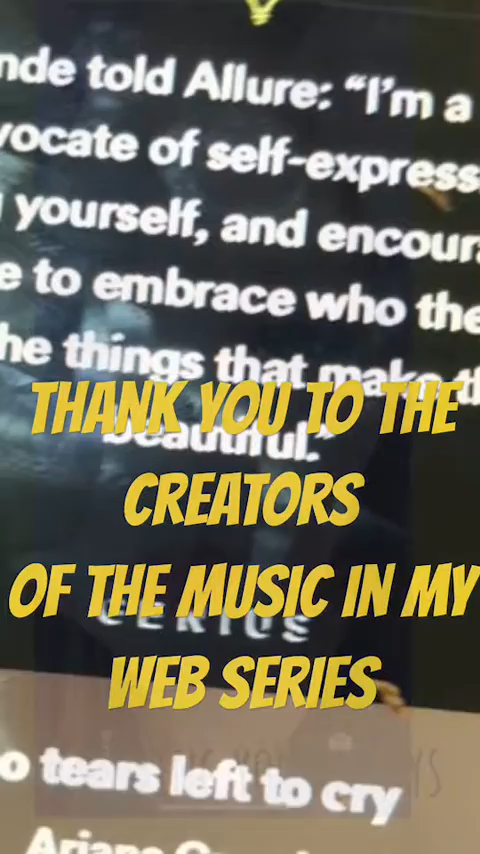 nde told Allure: “I’m a
vocate of self-express
yourself, and encour
e to embrace who the
he things that make th
beautiful.”
THANK YOU TO THE
CREATORS
OF THE MUSIC IN MY
WEB SERIES
o tears left to cry